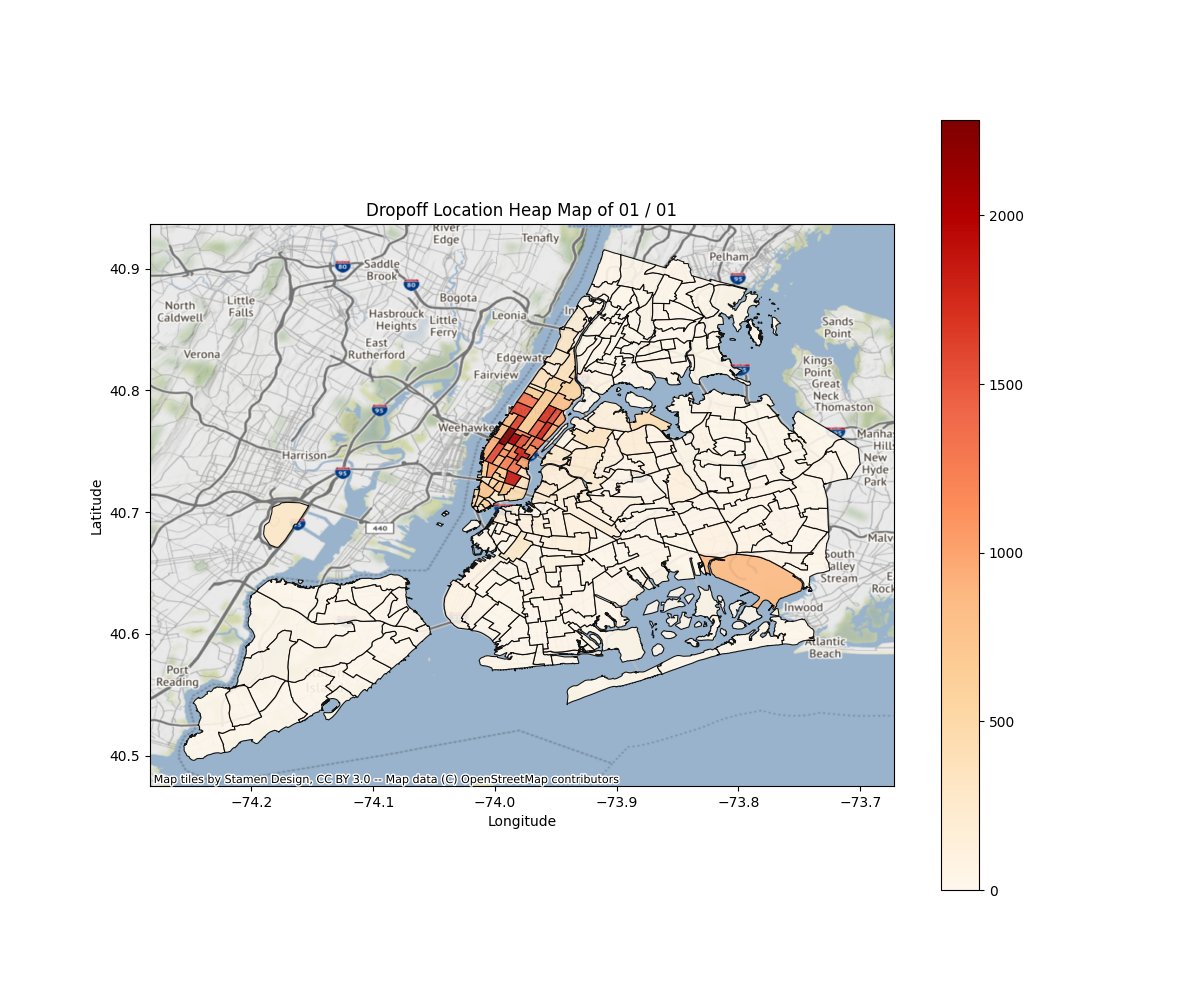 Dropoff Location Heap Map of 01 / 01
River
Edge
Tenafly
Pelham
80
95
Saddle
Brook
80
Bogota
North
Caldwell
Little
Falls
Hasbrouck
Heights
Little
Ferry
Leonia
Sands
Point
Verona
East
Rutherford
Edgewate
Fairview
Kings
Point
Great
Neck
Thomaston
95
Weehawke
Manhas
Hills
New
Hyde
Park
Harrison
95
440
South
Valley
Stream
Inwood
Atlantic
Beach
Port
Reading
40.9
40.8
40.7
40.6
40.5
Latitude
−74.2
−74.1
−74.0
−73.9
−73.8
−73.7
Longitude
Map tiles by Stamen Design, CC BY 3.0 -- Map data (C) OpenStreetMap contributors
2000
1500
1000
500
0